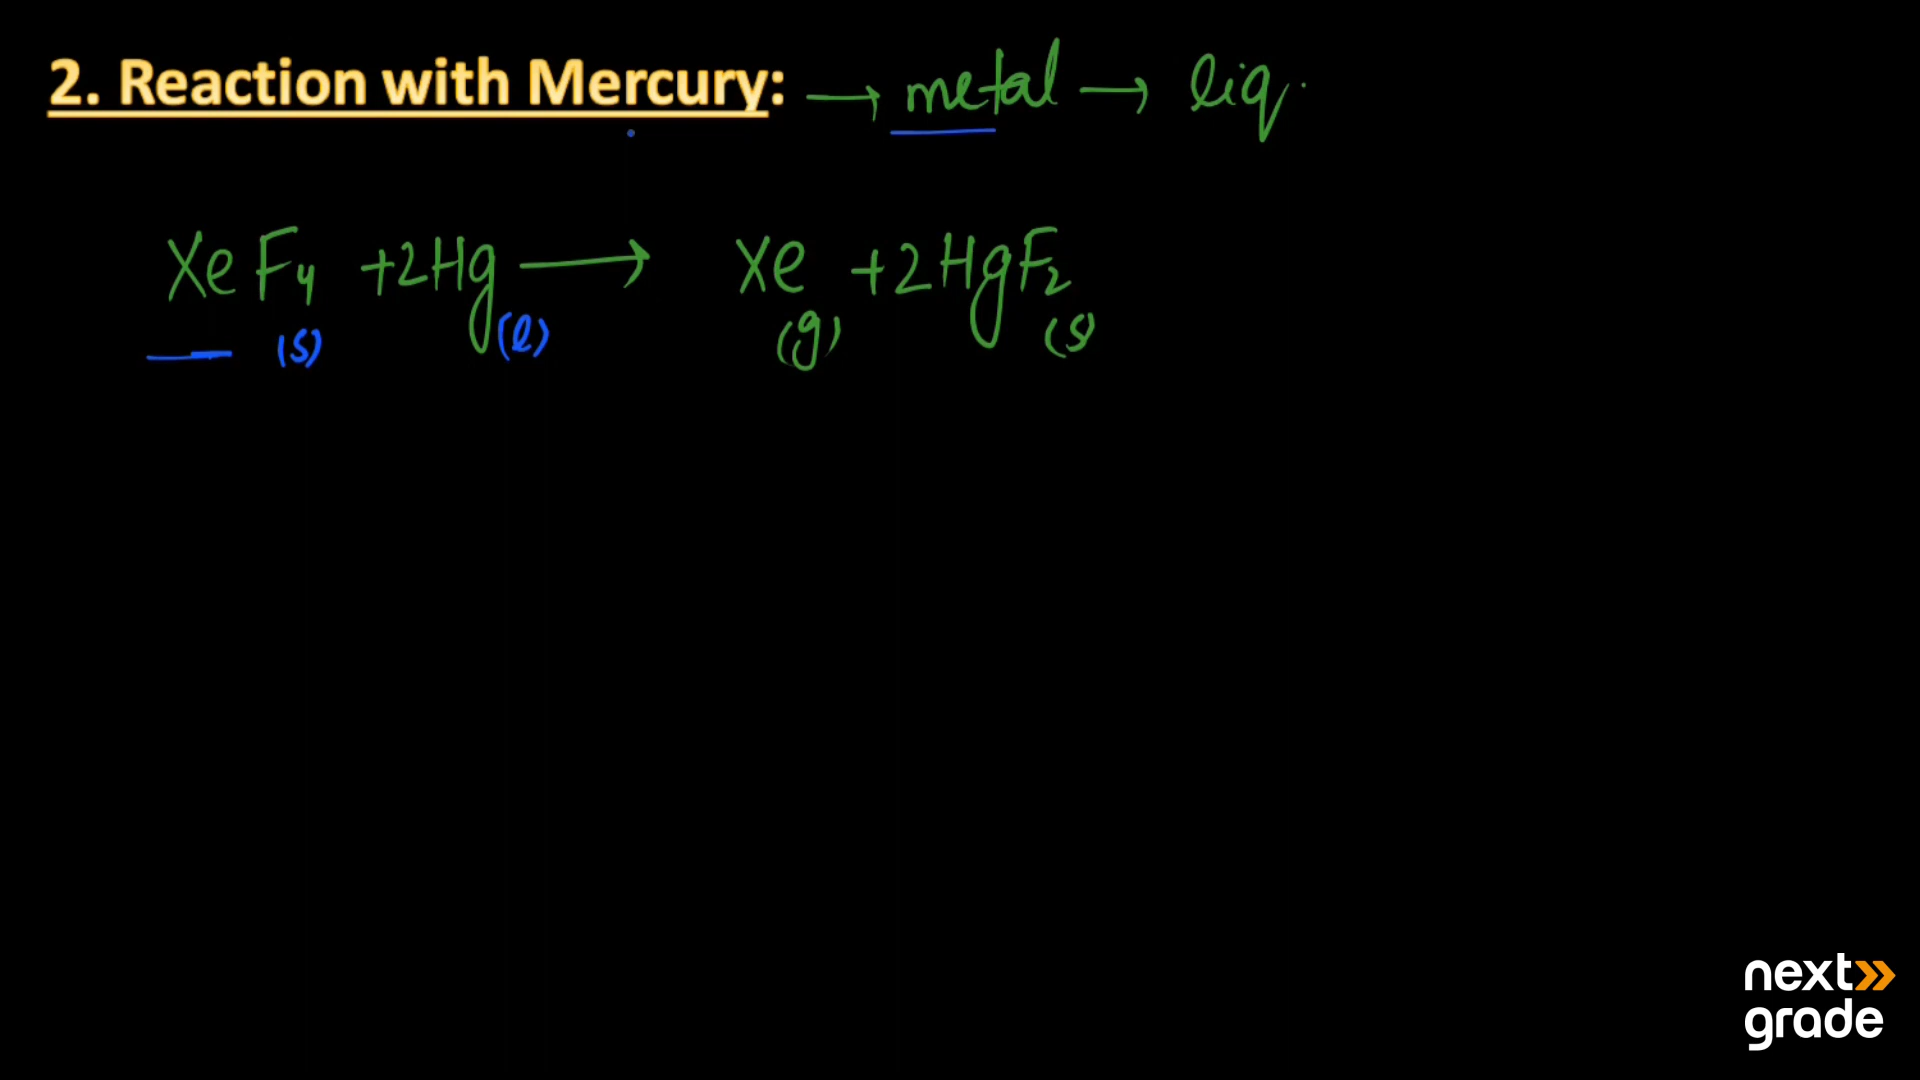 2. Reaction with Mercury: → metal → liq.
XeF₄ + 2Hg → Xe + 2HgF₂
(s) (l) (g) (s)
next
grade